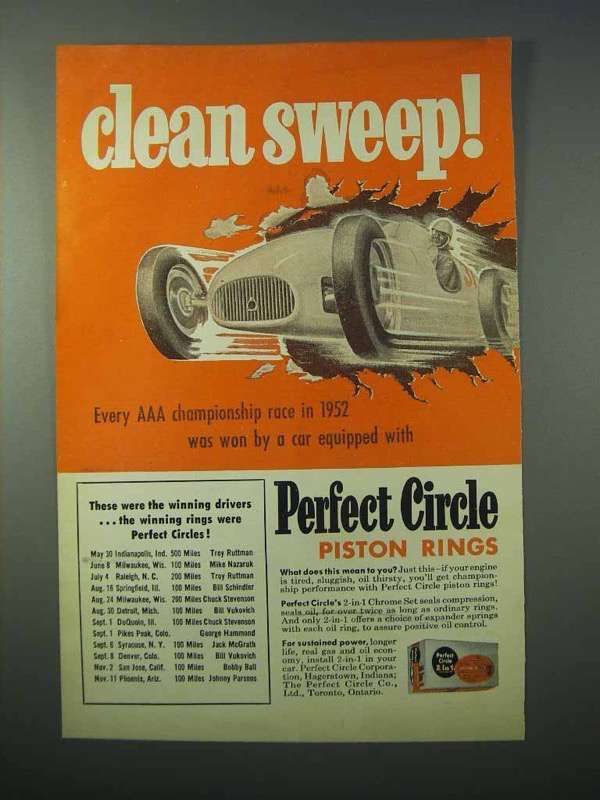 clean sweep!
Every AAA championship race in 1952
was won by a car equipped with
These were the winning drivers
...the winning rings were
Perfect Circles!
May 30 Indianapolis, Ind. 500 Miles Troy Ruttman
June 8 Milwaukee, Wis. 100 Miles Mike Nazaruk
July 4 Raleigh, N. C. 200 Miles Troy Ruttman
Aug. 16 Springfield, Ill. 100 Miles Bill Schindler
Aug. 24 Milwaukee, Wis. 200 Miles Chuck Stevenson
Aug. 30 Detroit, Mich. 100 Miles Bill Vukovich
Sept. 1 DuQuoin, Ill. 100 Miles Chuck Stevenson
Sept. 1 Pikes Peak, Colo. George Hammond
Sept. 6 Syracuse, N. Y. 100 Miles Jack McGrath
Sept. 8 Denver, Colo. 100 Miles Bill Vukovich
Nov. 2 San Jose, Calif. 100 Miles Bobby Ball
Nov. 11 Phoenix, Ariz. 100 Miles Johnny Parsons
Perfect Circle
PISTON RINGS
What does this mean to you? Just this—if your engine
is tired, sluggish, oil thirsty, you'll get champion-
ship performance with Perfect Circle piston rings!
Perfect Circle's 2-in-1 Chrome Set seals compression,
seals oil, for over twice as long as ordinary rings.
And only 2-in-1 offers a choice of expander springs
with each oil ring, to assure positive oil control.
For sustained power, longer
life, real gas and oil econ-
omy, install 2-in-1 in your
car. Perfect Circle Corpora-
tion, Hagerstown, Indiana;
The Perfect Circle Co.,
Ltd., Toronto, Ontario.
Perfect
Circle
2 in 1